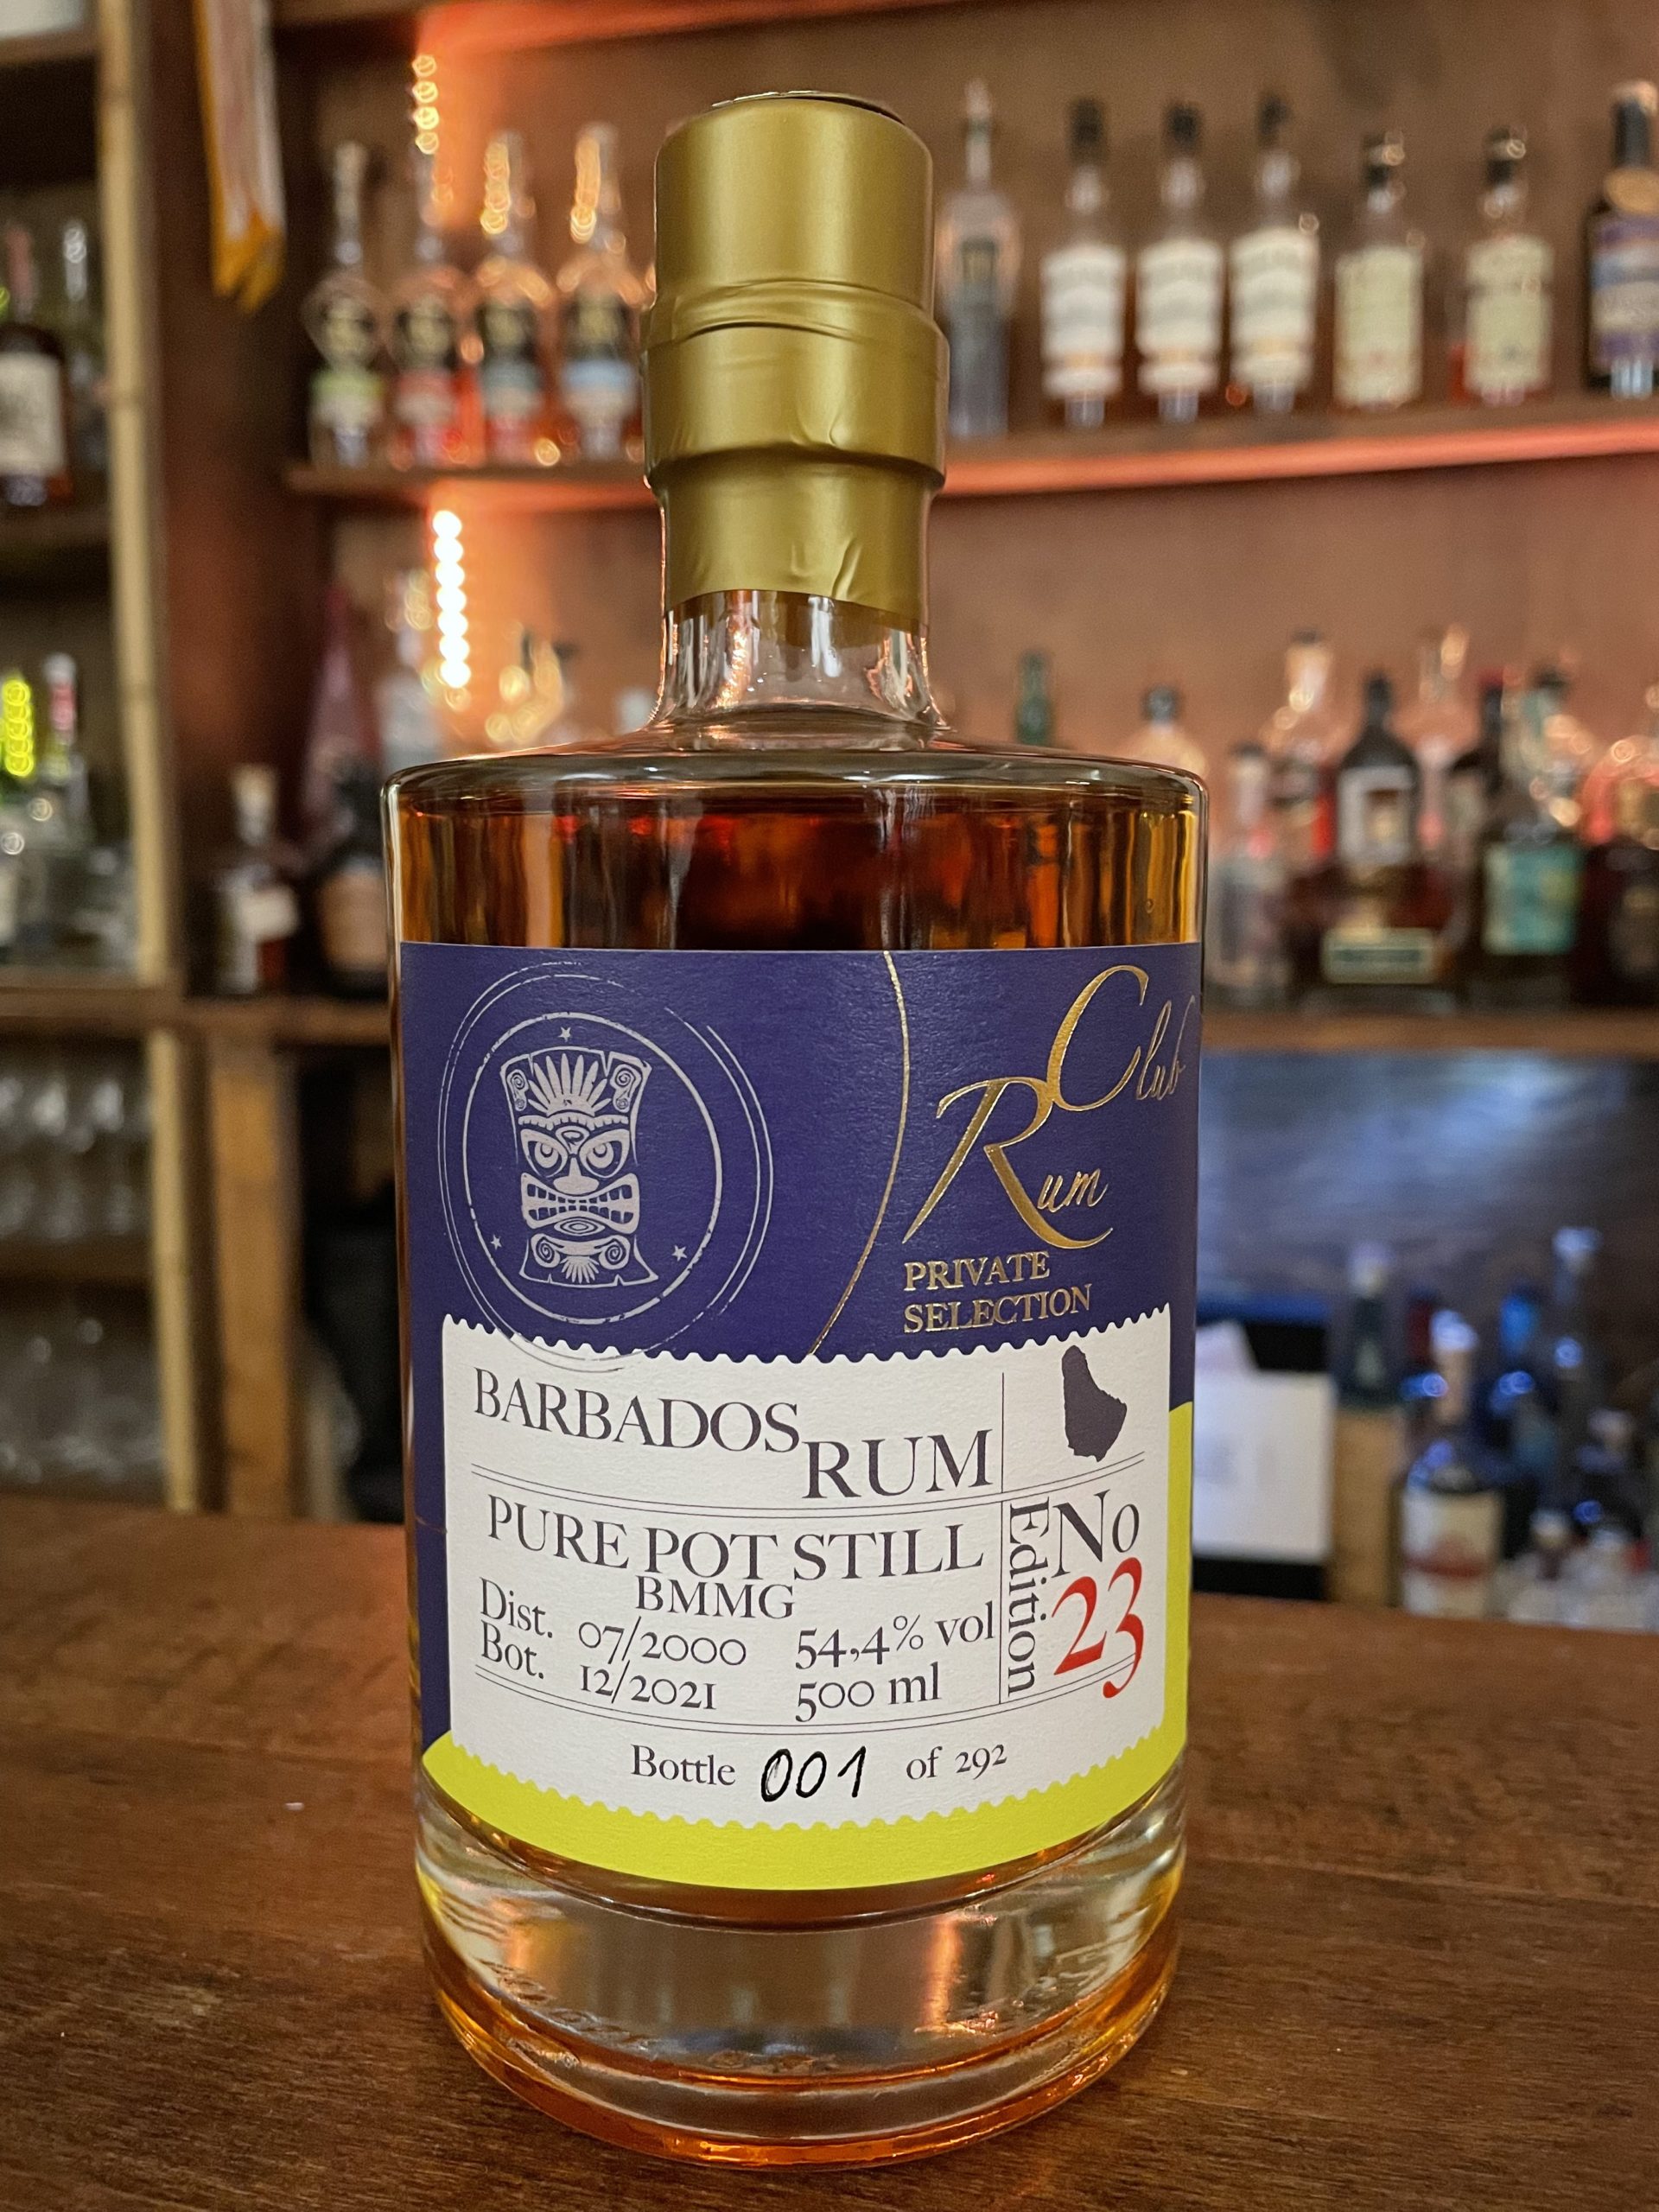 Club
Rum
PRIVATE
SELECTION
BARBADOS RUM
PURE POT STILL
BMMG
Dist. 07/2000 54,4% vol
Bot. 12/2021 500 ml
Edition No 23
Bottle 001 of 292